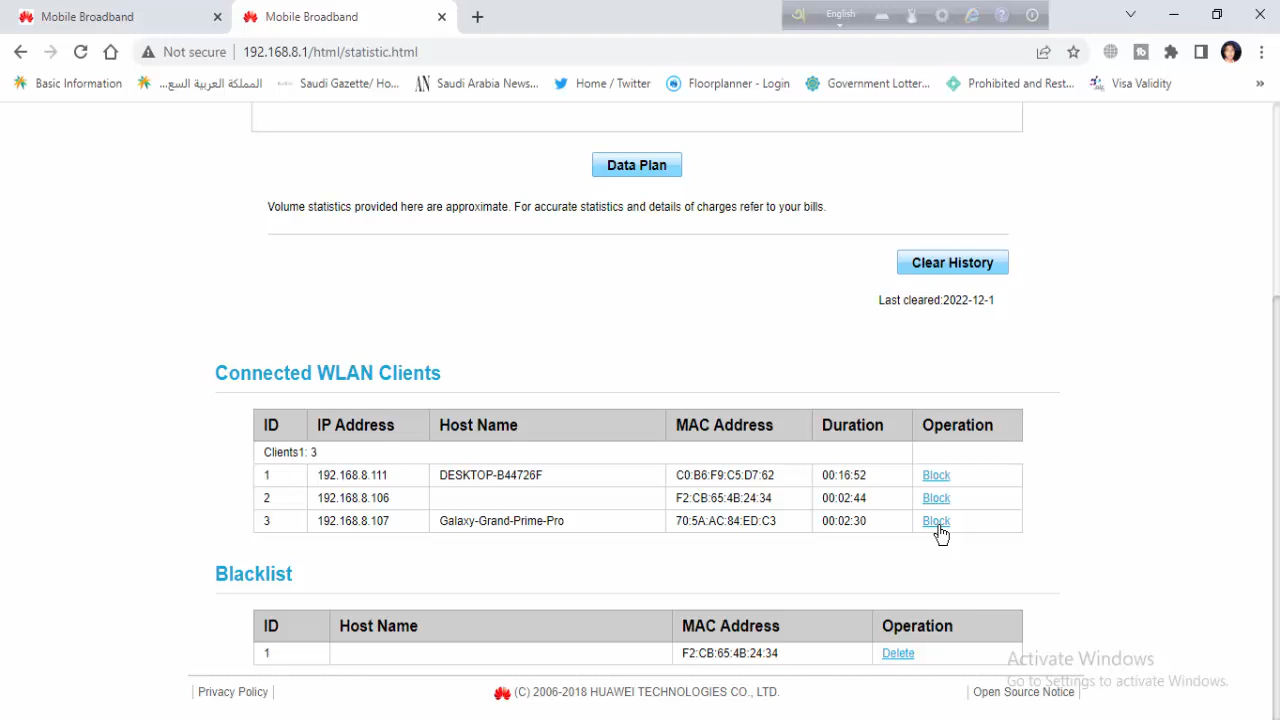 Mobile Broadband
Mobile Broadband
English
Not secure
192.168.8.1/html/statistic.html
Basic Information
المملكة العربية السع...
Saudi Gazette/ Ho...
Saudi Arabia News...
Home / Twitter
Floorplanner - Login
Government Lotter...
Prohibited and Rest...
Visa Validity
»
Data Plan
Volume statistics provided here are approximate. For accurate statistics and details of charges refer to your bills.
Clear History
Last cleared:2022-12-1
Connected WLAN Clients
ID IP Address Host Name MAC Address Duration Operation
Clients1: 3
1 192.168.8.111 DESKTOP-B44726F C0:B6:F9:C5:D7:62 00:16:52 Block
2 192.168.8.106 F2:CB:65:4B:24:34 00:02:44 Block
3 192.168.8.107 Galaxy-Grand-Prime-Pro 70:5A:AC:84:ED:C3 00:02:30 Block
Blacklist
ID Host Name MAC Address Operation
1 F2:CB:65:4B:24:34 Delete
Activate Windows
Go to Settings to activate Windows.
Privacy Policy
(C) 2006-2018 HUAWEI TECHNOLOGIES CO., LTD.
Open Source Notice